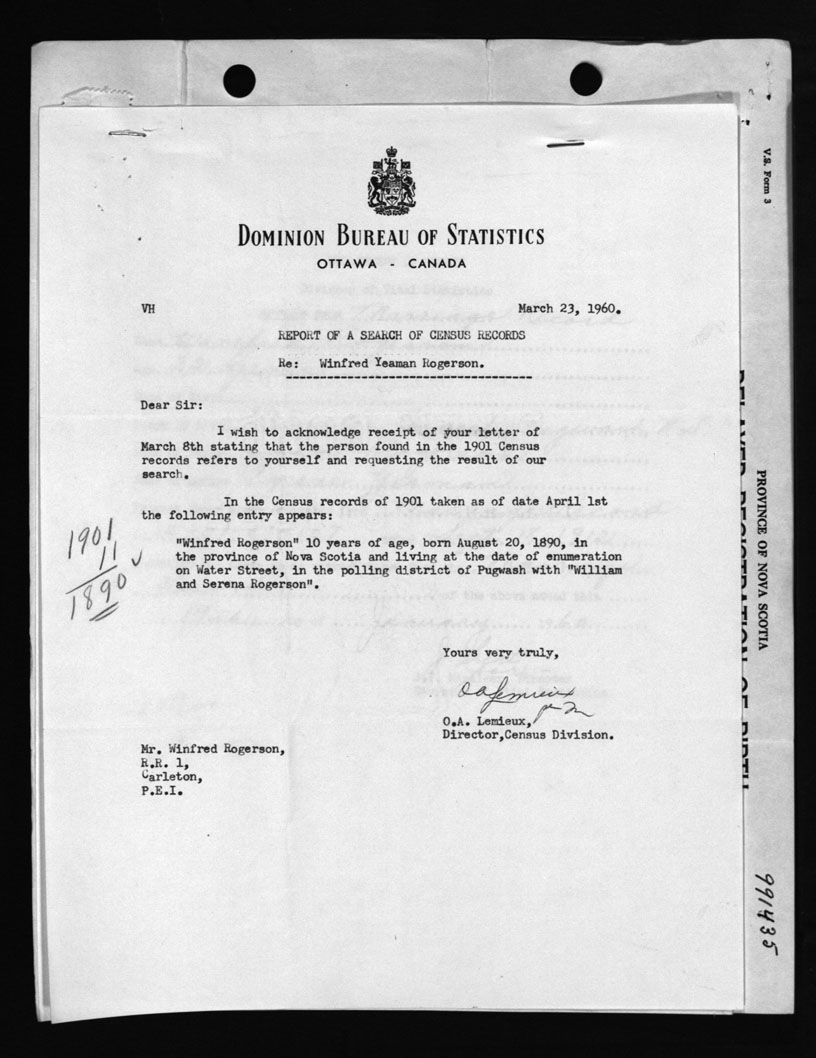 DOMINION BUREAU OF STATISTICS
OTTAWA - CANADA
VH
March 23, 1960.
REPORT OF A SEARCH OF CENSUS RECORDS
Re: Winfred Yeaman Rogerson.
Dear Sir:
I wish to acknowledge receipt of your letter of
March 8th stating that the person found in the 1901 Census
records refers to yourself and requesting the result of our
search.
In the Census records of 1901 taken as of date April 1st
the following entry appears:
"Winfred Rogerson" 10 years of age, born August 20, 1890, in
the province of Nova Scotia and living at the date of enumeration
on Water Street, in the polling district of Pugwash with "William
and Serena Rogerson".
1901
11
1890
Yours very truly,
O A Lemieux
O.A. Lemieux,
Director,Census Division.
Mr. Winfred Rogerson,
R.R. 1,
Carleton,
P.E.I.
V.S. Form 3
PROVINCE OF NOVA SCOTIA
DELAYED REGISTRATION OF BIRTH
991435